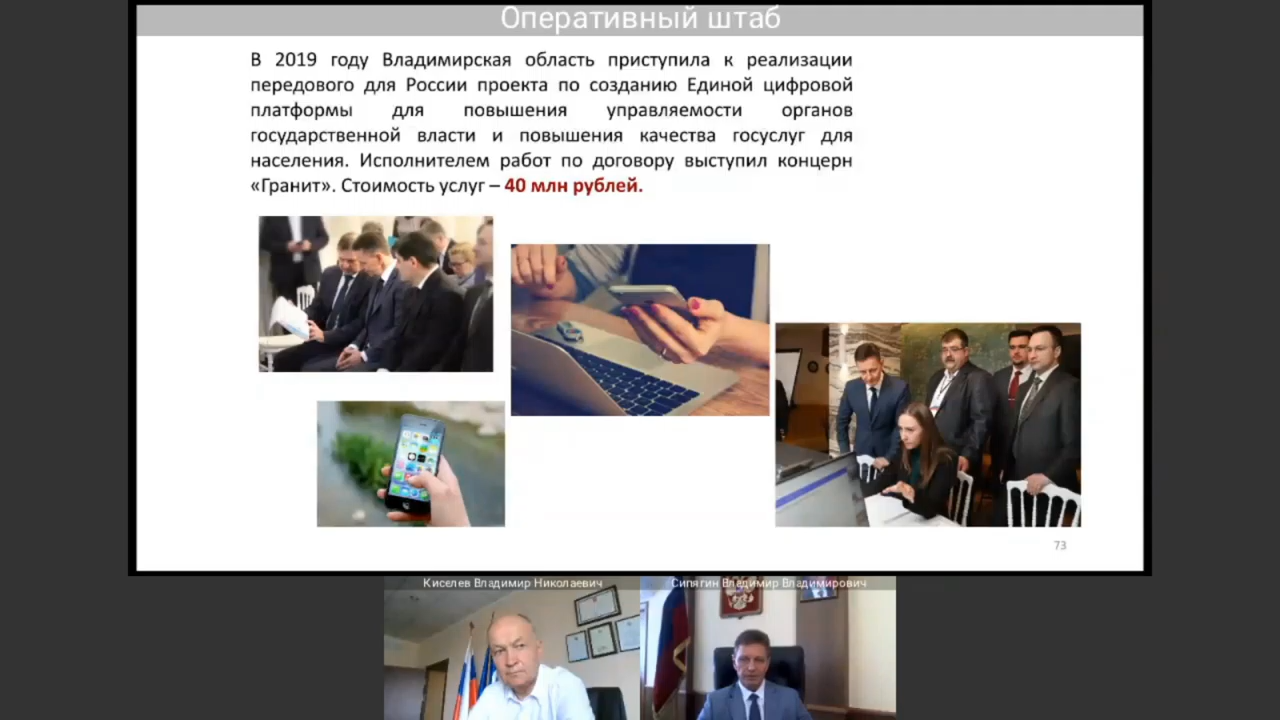 Оперативный штаб
В 2019 году Владимирская область приступила к реализации
передового для России проекта по созданию Единой цифровой
платформы для повышения управляемости органов
государственной власти и повышения качества госуслуг для
населения. Исполнителем работ по договору выступил концерн
«Гранит». Стоимость услуг – 40 млн рублей.
73
Киселев Владимир Николаевич
Сипягин Владимир Владимирович